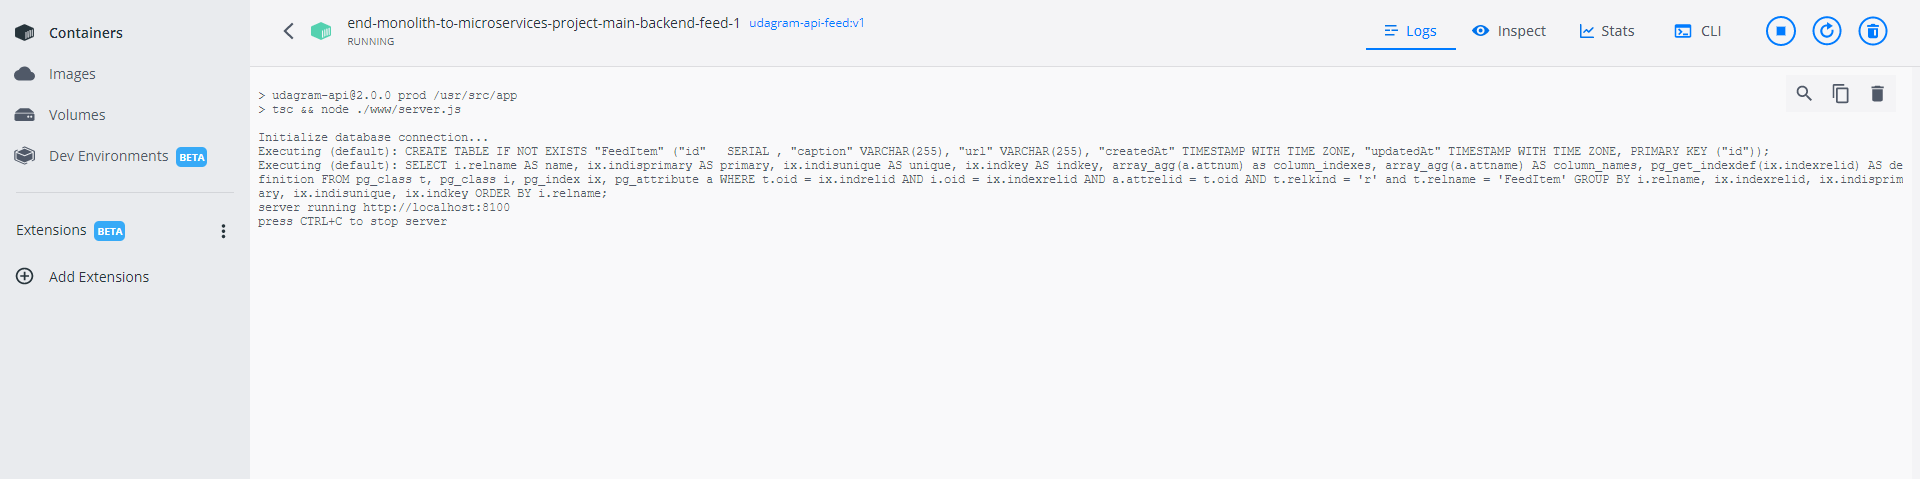 Containers
Images
Volumes
Dev Environments BETA
Extensions BETA
Add Extensions
end-monolith-to-microservices-project-main-backend-feed-1 udagram-api-feed:v1
RUNNING
Logs Inspect Stats CLI
> udagram-api@2.0.0 prod /usr/src/app
> tsc && node ./www/server.js
Initialize database connection...
Executing (default): CREATE TABLE IF NOT EXISTS "FeedItem" ("id"   SERIAL , "caption" VARCHAR(255), "url" VARCHAR(255), "createdAt" TIMESTAMP WITH TIME ZONE, "updatedAt" TIMESTAMP WITH TIME ZONE, PRIMARY KEY ("id"));
Executing (default): SELECT i.relname AS name, ix.indisprimary AS primary, ix.indisunique AS unique, ix.indkey AS indkey, array_agg(a.attnum) as column_indexes, array_agg(a.attname) AS column_names, pg_get_indexdef(ix.indexrelid) AS de
finition FROM pg_class t, pg_class i, pg_index ix, pg_attribute a WHERE t.oid = ix.indrelid AND i.oid = ix.indexrelid AND a.attrelid = t.oid AND t.relkind = 'r' and t.relname = 'FeedItem' GROUP BY i.relname, ix.indexrelid, ix.indisprim
ary, ix.indisunique, ix.indkey ORDER BY i.relname;
server running http://localhost:8100
press CTRL+C to stop server